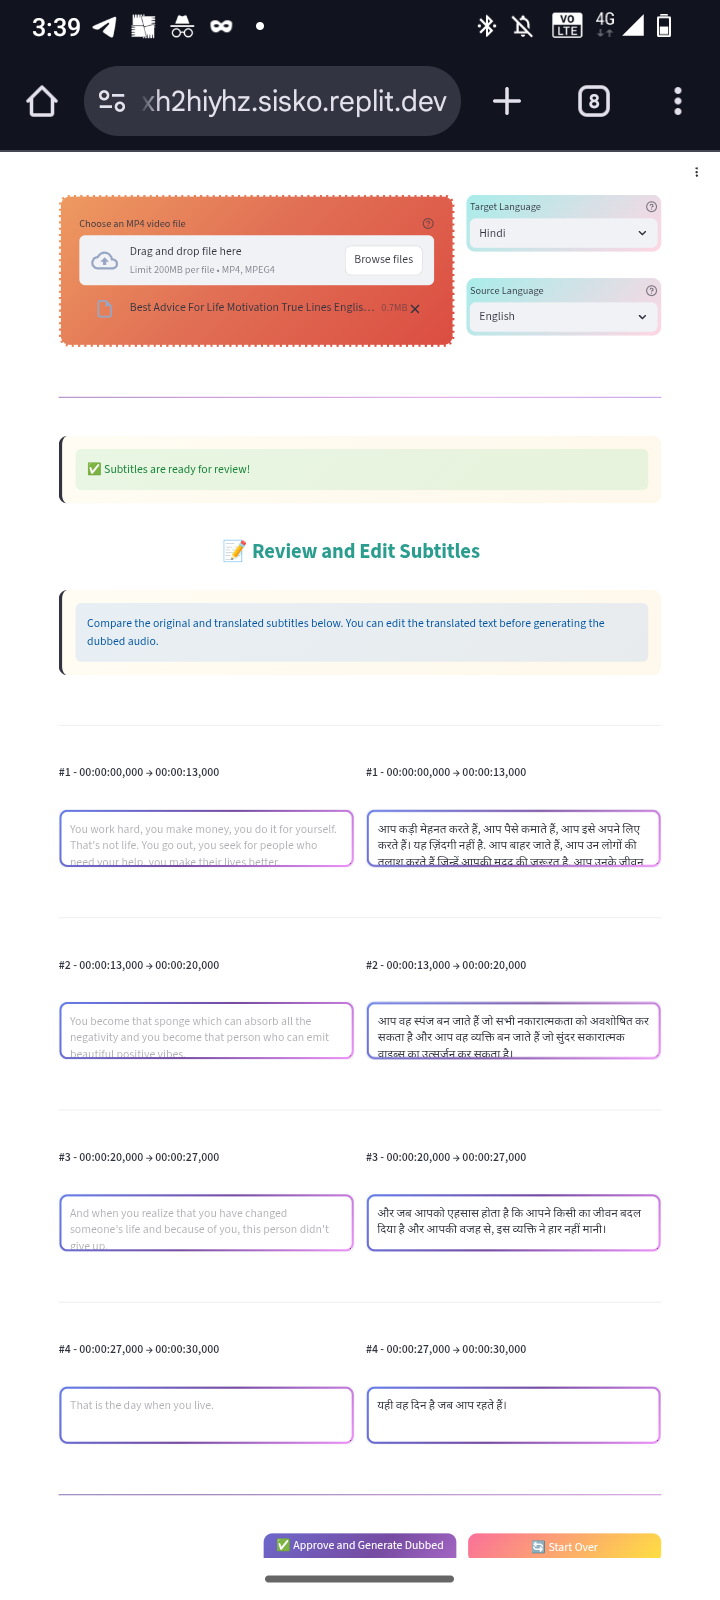 3:39
VO LTE 4G
xh2hiyhz.sisko.replit.dev
8
Choose an MP4 video file
Drag and drop file here
Limit 200MB per file • MP4, MPEG4
Browse files
Best Advice For Life Motivation True Lines Englis… 0.7MB
Target Language
Hindi
Source Language
English
✅ Subtitles are ready for review!
📝 Review and Edit Subtitles
Compare the original and translated subtitles below. You can edit the translated text before generating the
dubbed audio.
#1 - 00:00:00,000 → 00:00:13,000
You work hard, you make money, you do it for yourself.
That's not life. You go out, you seek for people who
need your help, you make their lives better.
#1 - 00:00:00,000 → 00:00:13,000
आप कड़ी मेहनत करते हैं, आप पैसे कमाते हैं, आप इसे अपने लिए
करते हैं। यह ज़िंदगी नहीं है. आप बाहर जाते हैं, आप उन लोगों की
तलाश करते हैं जिन्हें आपकी मदद की ज़रूरत है, आप उनके जीवन
#2 - 00:00:13,000 → 00:00:20,000
You become that sponge which can absorb all the
negativity and you become that person who can emit
beautiful positive vibes.
#2 - 00:00:13,000 → 00:00:20,000
आप वह स्पंज बन जाते हैं जो सभी नकारात्मकता को अवशोषित कर
सकता है और आप वह व्यक्ति बन जाते हैं जो सुंदर सकारात्मक
वाइब्स का उत्सर्जन कर सकता है।
#3 - 00:00:20,000 → 00:00:27,000
And when you realize that you have changed
someone's life and because of you, this person didn't
give up.
#3 - 00:00:20,000 → 00:00:27,000
और जब आपको एहसास होता है कि आपने किसी का जीवन बदल
दिया है और आपकी वजह से, इस व्यक्ति ने हार नहीं मानी।
#4 - 00:00:27,000 → 00:00:30,000
That is the day when you live.
#4 - 00:00:27,000 → 00:00:30,000
यही वह दिन है जब आप रहते हैं।
✅ Approve and Generate Dubbed
🔄 Start Over